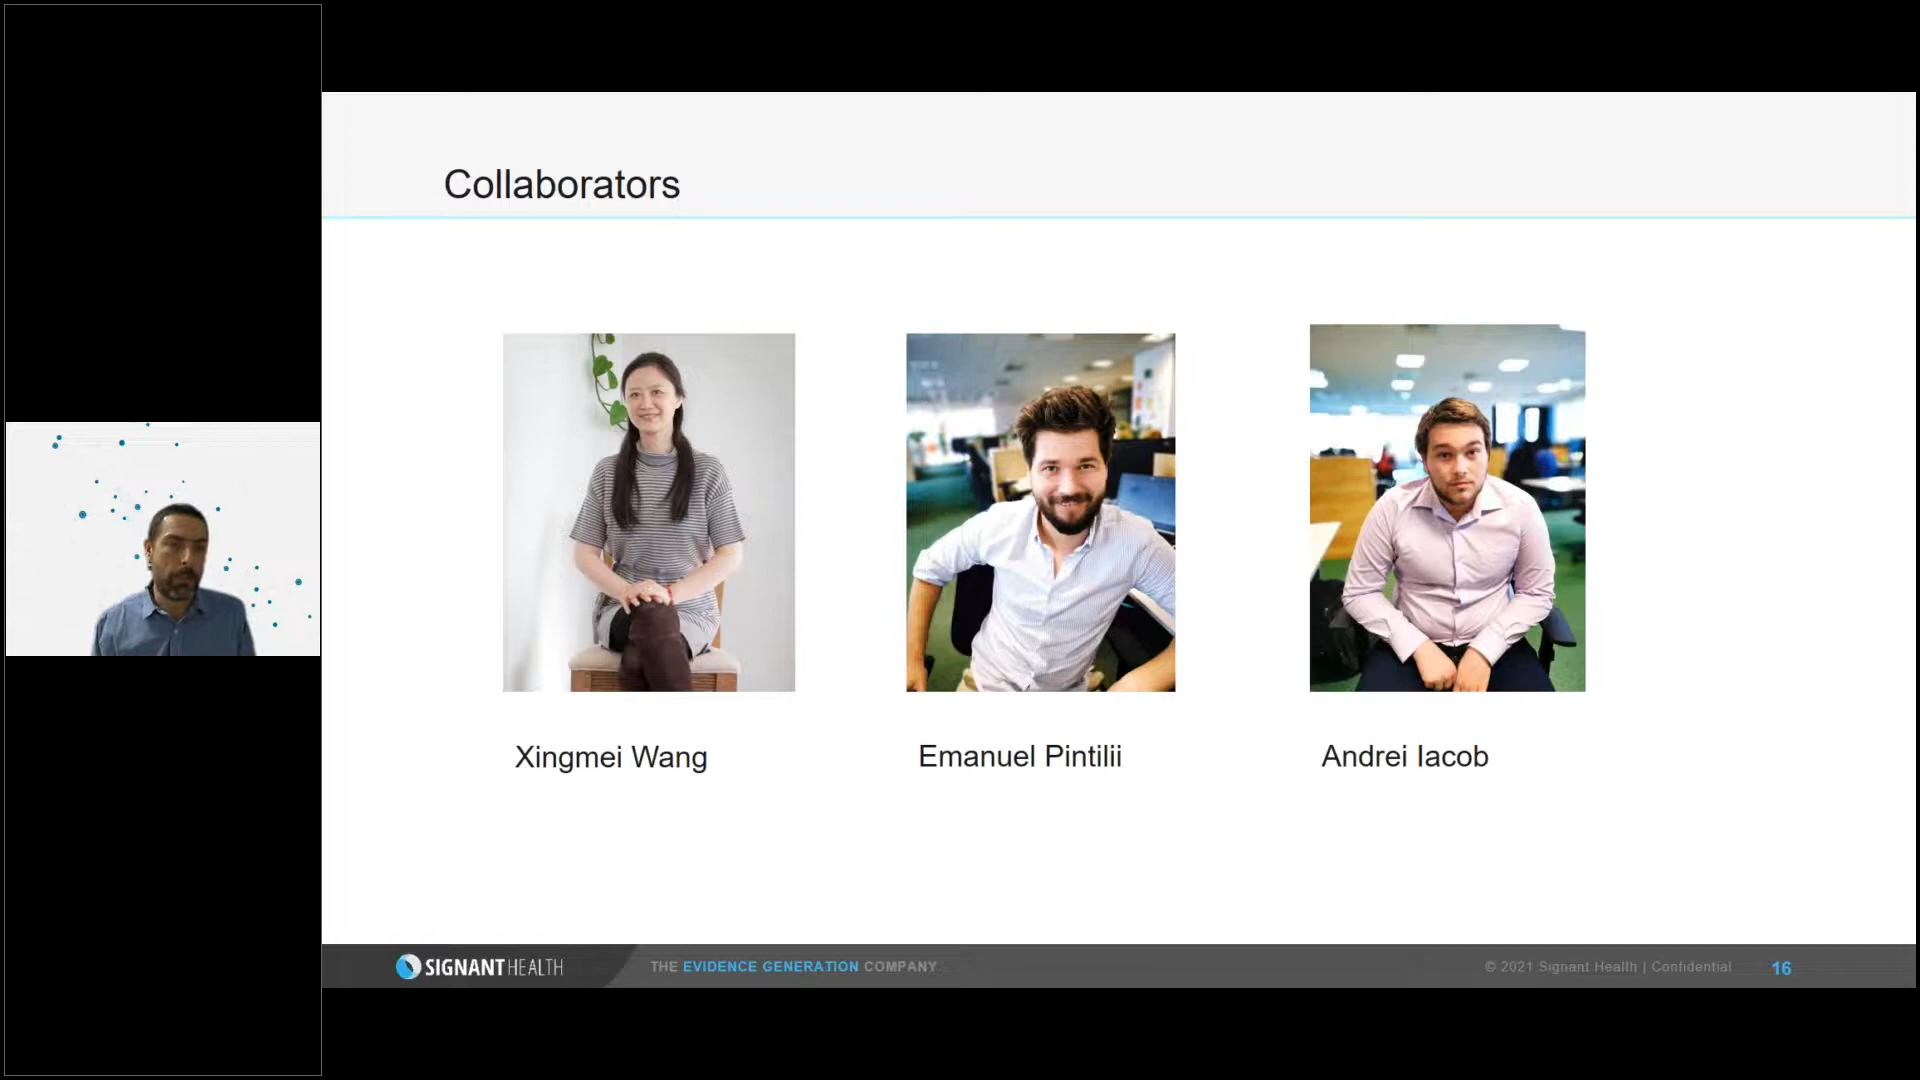 Collaborators
Xingmei Wang
Emanuel Pintilii
Andrei Iacob
SIGNANT HEALTH
THE EVIDENCE GENERATION COMPANY
© 2021 Signant Health | Confidential
16